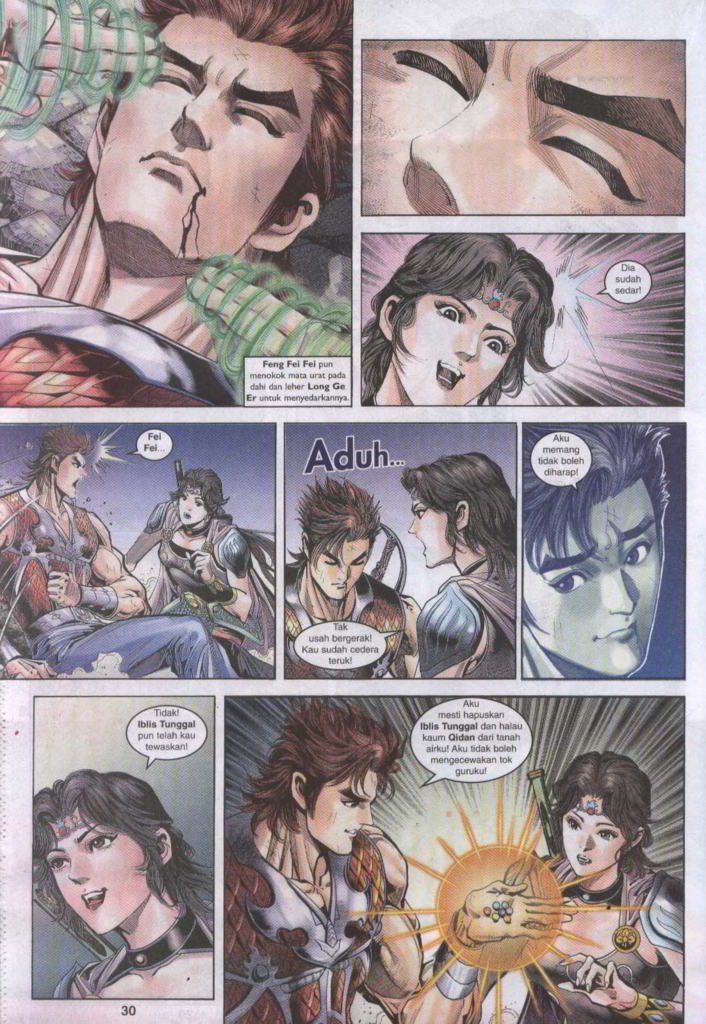 Feng Fei Fei pun
menokok mata urat pada
dahi dan leher Long Ge
Er untuk menyedarkannya.
Dia
sudah
sedar!
Fei
Fei...
Aduh...
Tak
usah bergerak!
Kau sudah cedera
teruk!
Aku
memang
tidak boleh
diharap!
Tidak!
Iblis Tunggal
pun telah kau
tewaskan!
Aku
mesti hapuskan
Iblis Tunggal dan halau
kaum Qidan dari tanah
airku! Aku tidak boleh
mengecewakan tok
guruku!
30